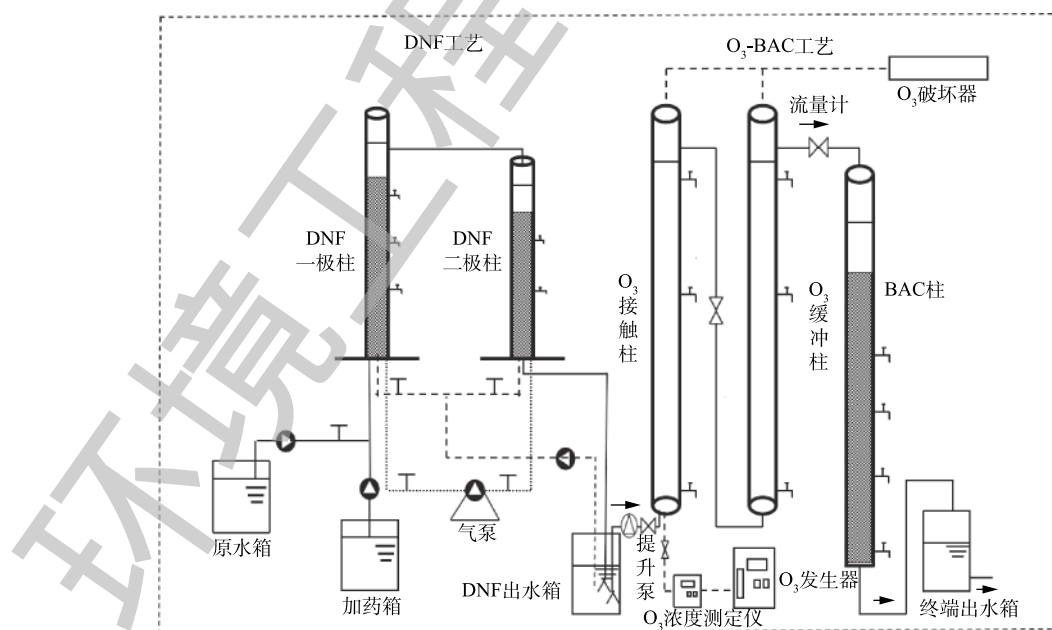 DNF工艺
O₃-BAC工艺
O₃破坏器
流量计
DNF
一极柱
DNF
二极柱
O₃
接
触
柱
O₃
缓
冲
柱
BAC柱
原水箱
加药箱
气泵
DNF出水箱
提
升
泵
O₃浓度测定仪
O₃发生器
终端出水箱
环境工程